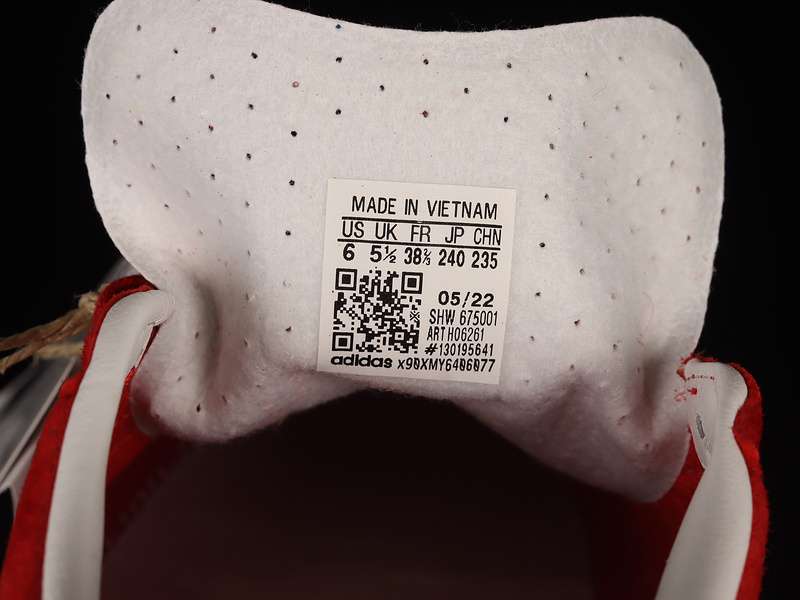 MADE IN VIETNAM
US UK FR JP CHN
6 5½ 38⅔ 240 235
05/22
SHW 675001
ART H06261
#130195641
adidas x90XMY6406077